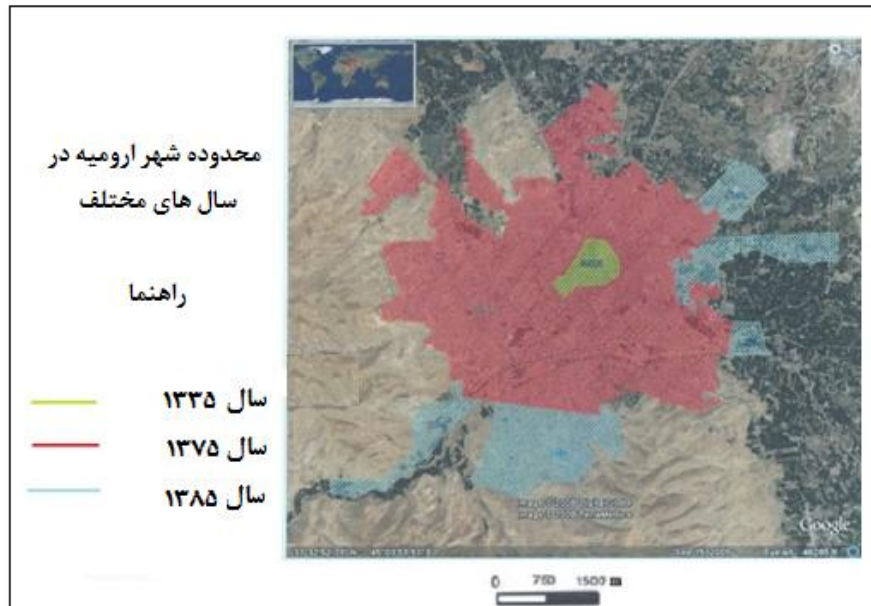 محدوده شهر ارومیه در
سال های مختلف
راهنما
سال ۱۳۳۵
سال ۱۳۷۵
سال ۱۳۸۵
Google
0 750 1500 m